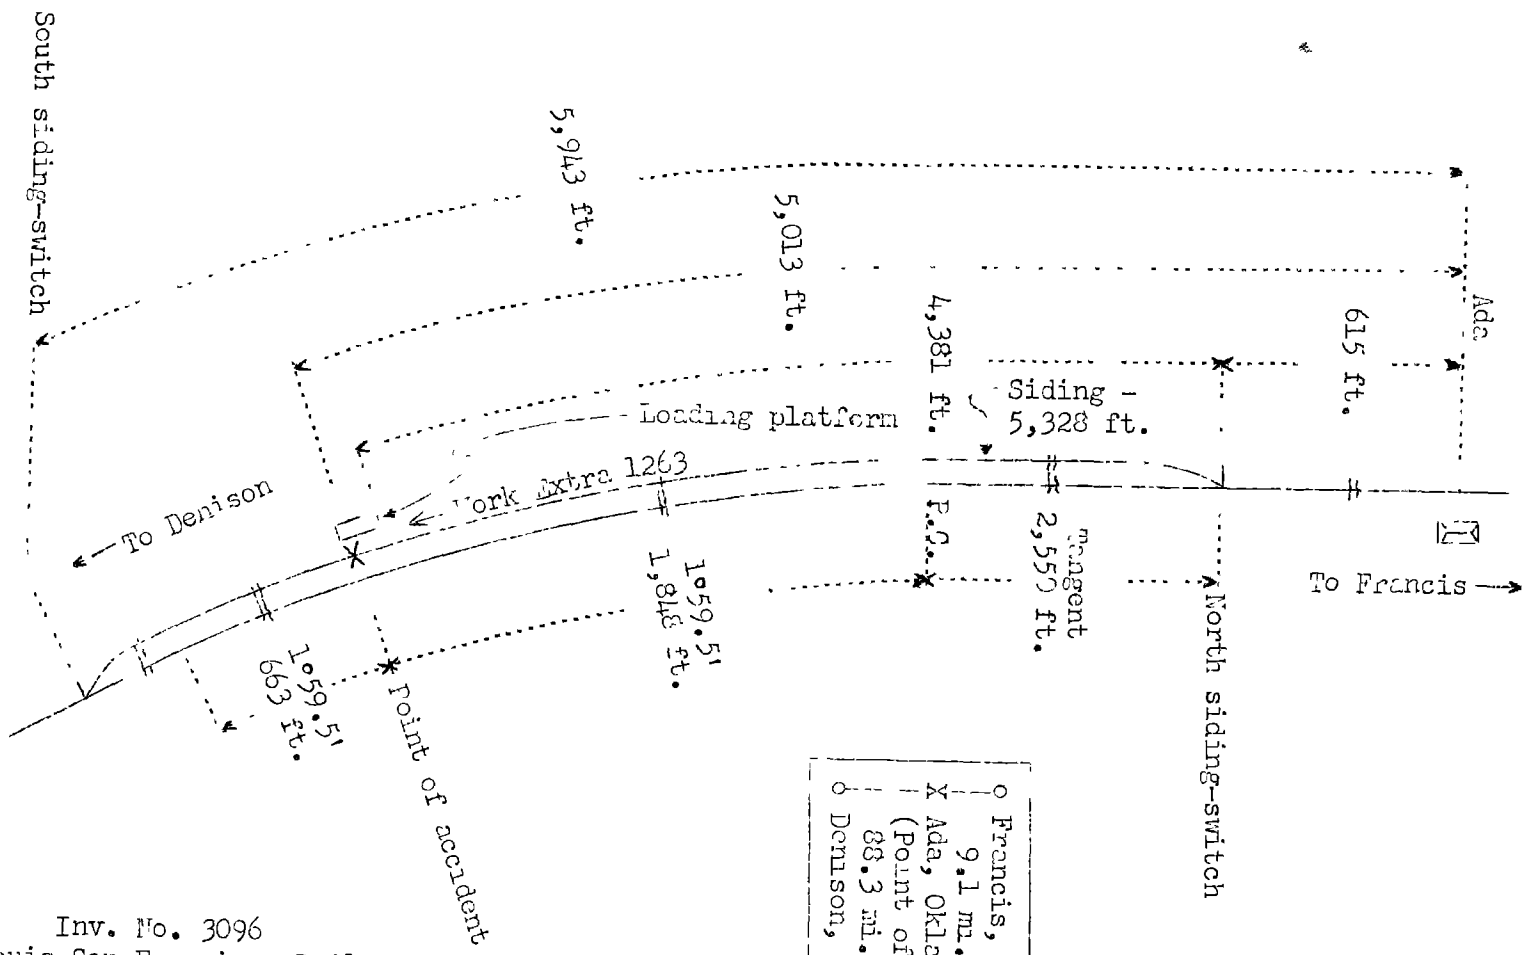 South siding-switch
5,943 ft.
5,013 ft.
4,381 ft.
615 ft.
Ada
Siding -
5,328 ft.
Loading platform
Work Extra 1263
To Denison
P.C.
Tangent
2,550 ft.
1°59.5'
1,848 ft.
1°59.5'
663 ft.
Point of accident
North siding-switch
To Francis
Francis,
9.1 mi.
Ada, Okla
(Point of
88.3 mi.
Denison,
Inv. No. 3096